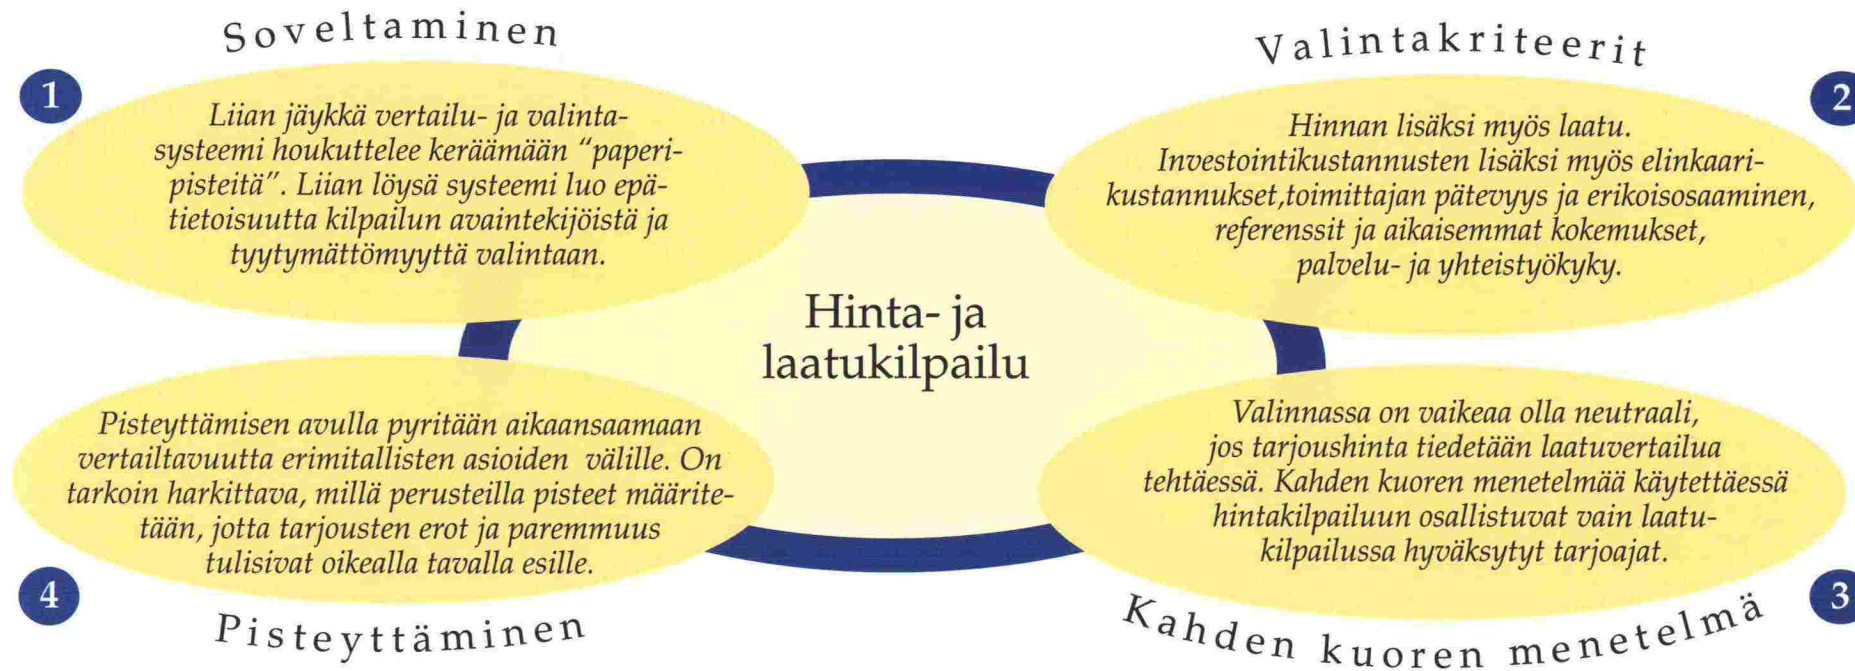 Soveltaminen
1
Liian jäykkä vertailu- ja valinta-
systeemi houkuttelee keräämään “paperi-
pisteitä”. Liian löysä systeemi luo epä-
tietoisuutta kilpailun avaintekijöistä ja
tyytymättömyyttä valintaan.
Valintakriteerit
2
Hinnan lisäksi myös laatu.
Investointikustannusten lisäksi myös elinkaari-
kustannukset,toimittajan pätevyys ja erikoisosaaminen,
referenssit ja aikaisemmat kokemukset,
palvelu- ja yhteistyökyky.
Hinta- ja
laatukilpailu
Valinnassa on vaikeaa olla neutraali,
jos tarjoushinta tiedetään laatuvertailua
tehtäessä. Kahden kuoren menetelmää käytettäessä
hintakilpailuun osallistuvat vain laatu-
kilpailussa hyväksytyt tarjoajat.
3
Kahden kuoren menetelmä
Pisteyttämisen avulla pyritään aikaansaamaan
vertailtavuutta erimitallisten asioiden välille. On
tarkoin harkittava, millä perusteilla pisteet määrite-
tään, jotta tarjousten erot ja paremmuus
tulisivat oikealla tavalla esille.
4
Pisteyttäminen